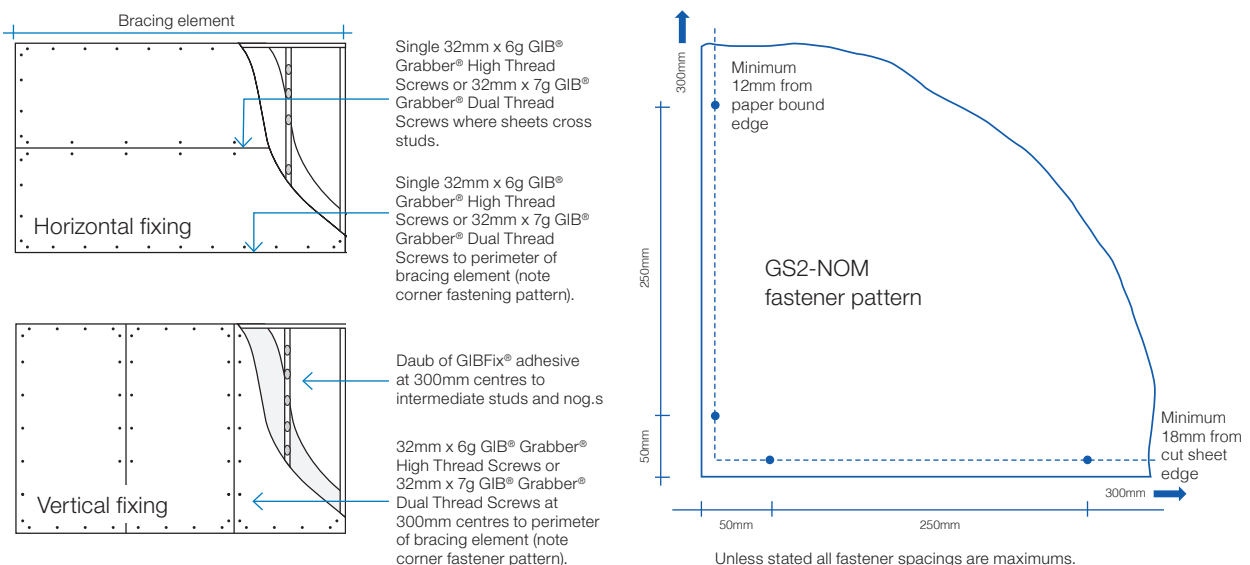 Bracing element
Single 32mm x 6g GIB®
Grabber® High Thread
Screws or 32mm x 7g GIB®
Grabber® Dual Thread
Screws where sheets cross
studs.
Single 32mm x 6g GIB®
Grabber® High Thread
Screws or 32mm x 7g GIB®
Grabber® Dual Thread
Screws to perimeter of
bracing element (note
corner fastening pattern).
Horizontal fixing
Daub of GIBFix® adhesive
at 300mm centres to
intermediate studs and nog.s
32mm x 6g GIB® Grabber®
High Thread Screws or
32mm x 7g GIB® Grabber®
Dual Thread Screws at
300mm centres to perimeter
of bracing element (note
corner fastener pattern).
Vertical fixing
300mm
Minimum
12mm from
paper bound
edge
250mm
GS2-NOM
fastener pattern
50mm
Minimum
18mm from
cut sheet
edge
300mm
50mm
250mm
Unless stated all fastener spacings are maximums.